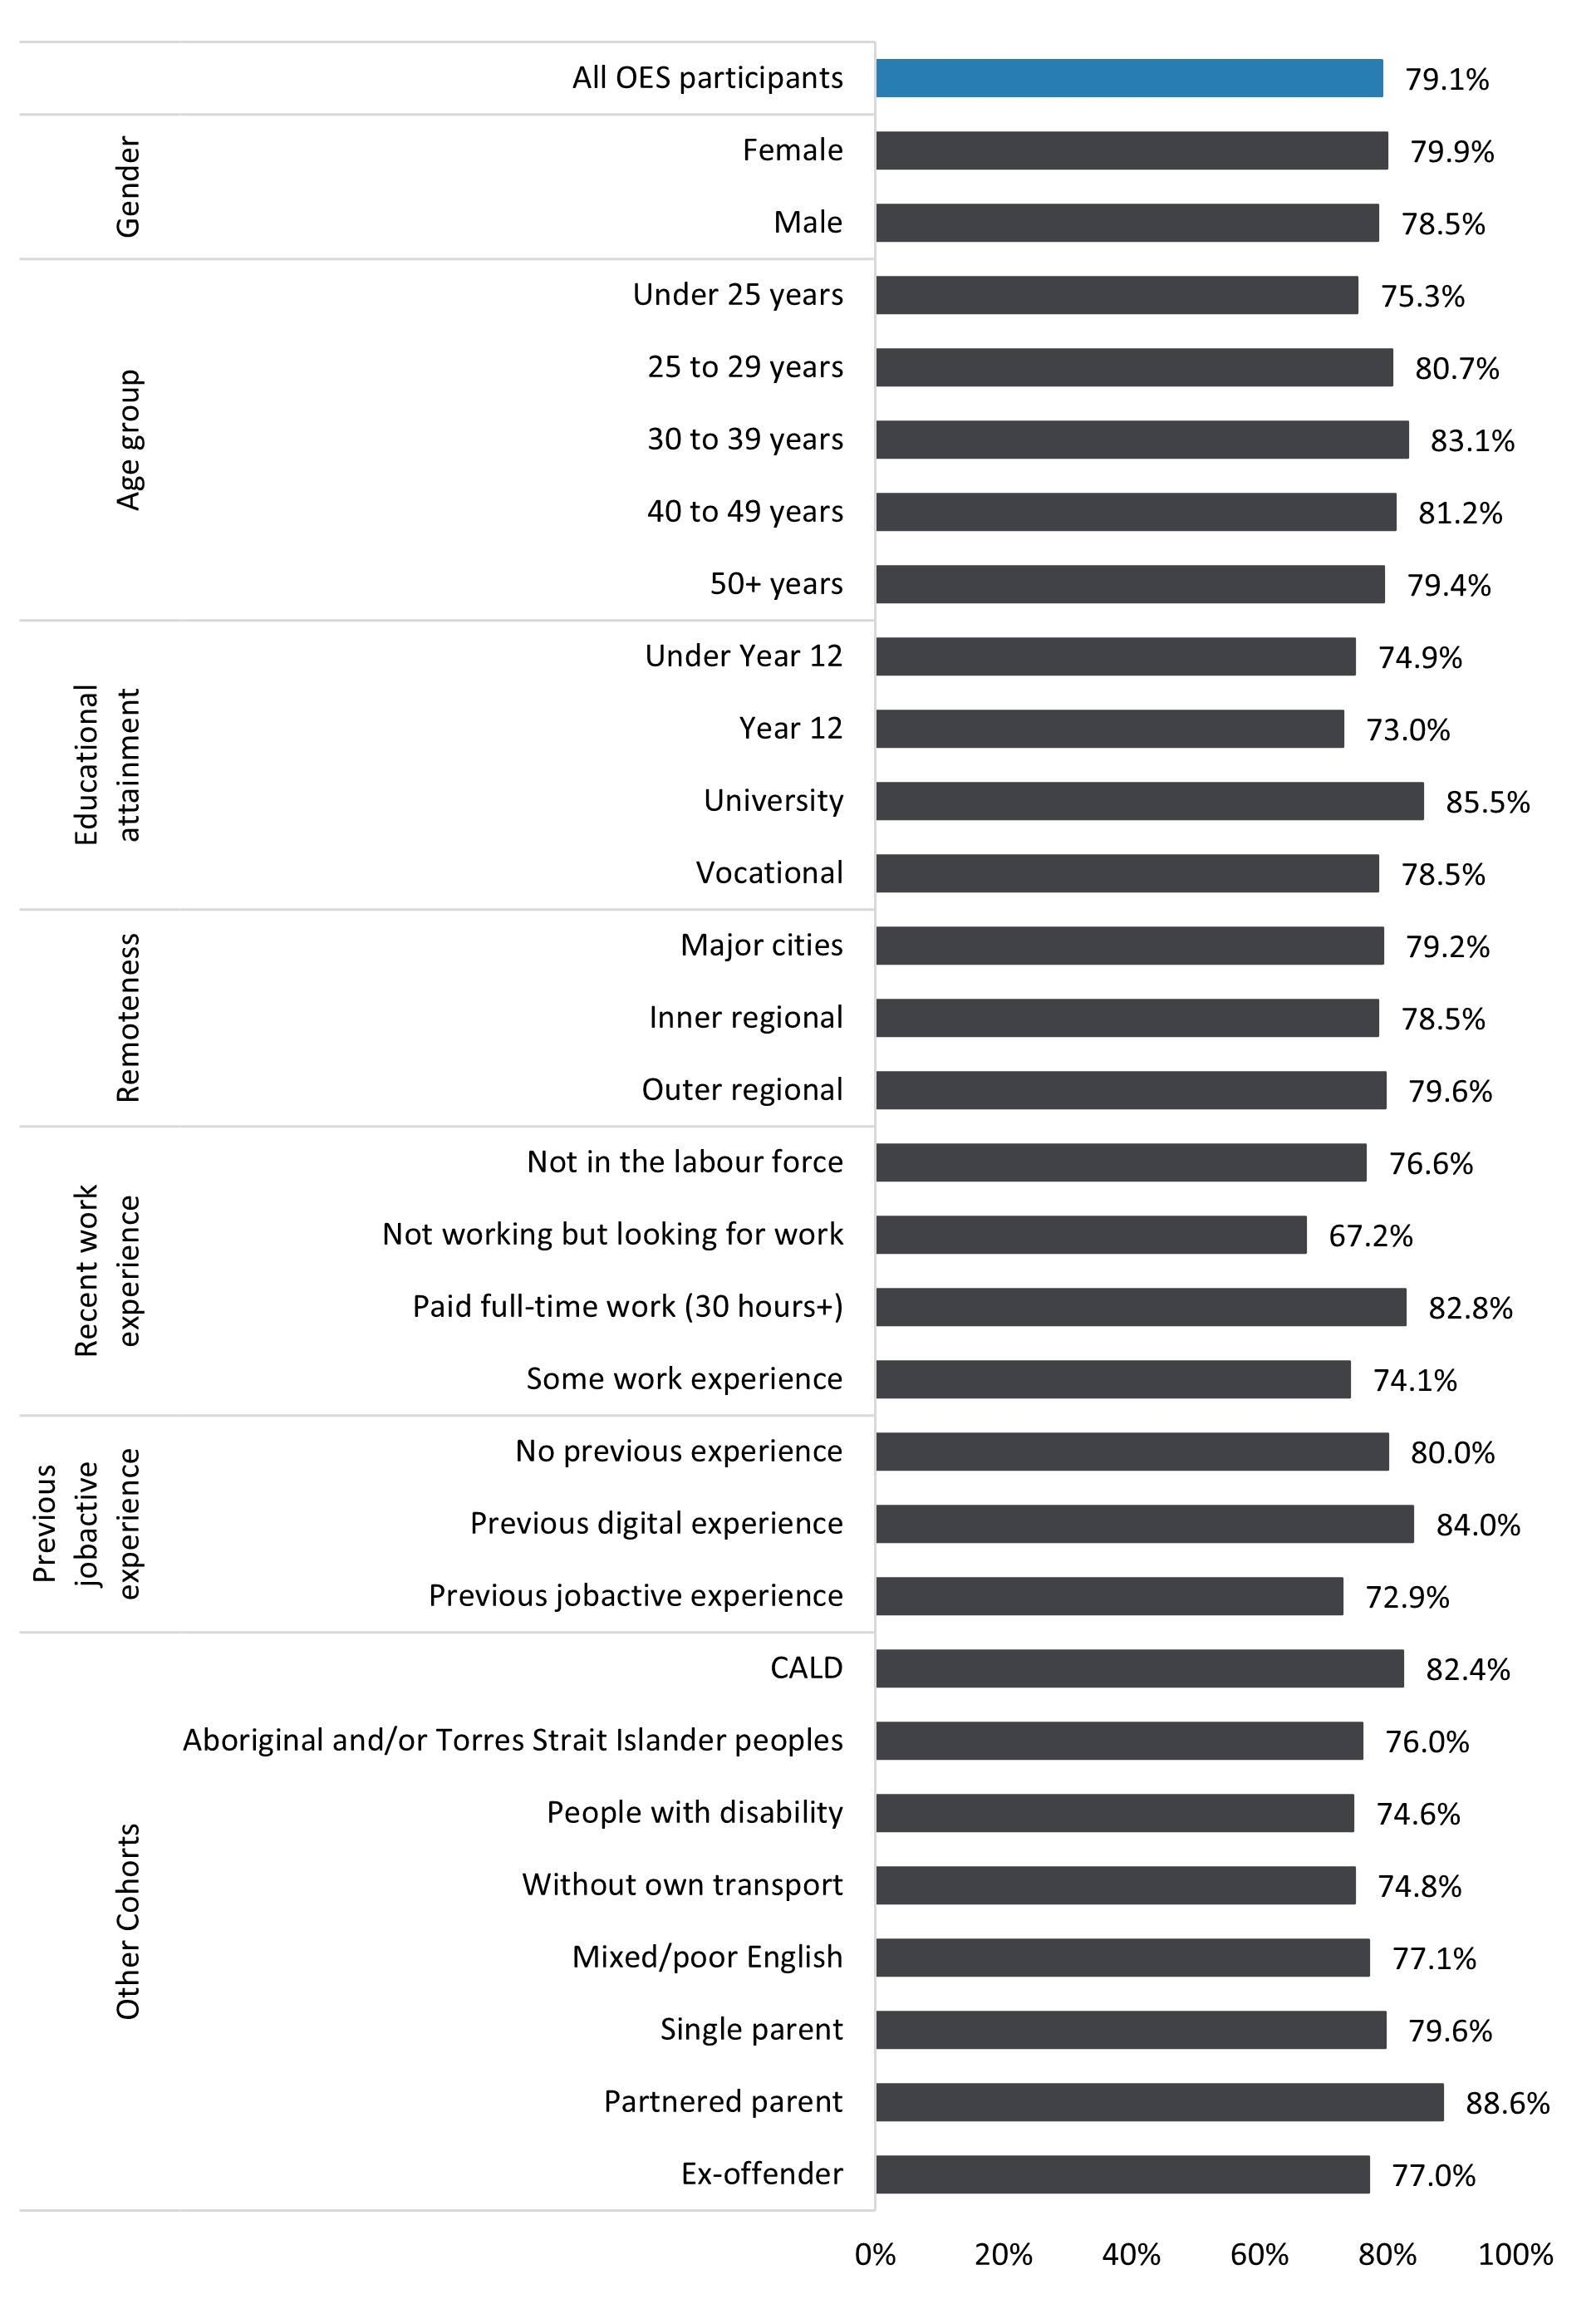 All OES participants 79.1%
Gender
Female 79.9%
Male 78.5%
Age group
Under 25 years 75.3%
25 to 29 years 80.7%
30 to 39 years 83.1%
40 to 49 years 81.2%
50+ years 79.4%
Educational
attainment
Under Year 12 74.9%
Year 12 73.0%
University 85.5%
Vocational 78.5%
Remoteness
Major cities 79.2%
Inner regional 78.5%
Outer regional 79.6%
Recent work
experience
Not in the labour force 76.6%
Not working but looking for work 67.2%
Paid full-time work (30 hours+) 82.8%
Some work experience 74.1%
Previous
jobactive
experience
No previous experience 80.0%
Previous digital experience 84.0%
Previous jobactive experience 72.9%
Other Cohorts
CALD 82.4%
Aboriginal and/or Torres Strait Islander peoples 76.0%
People with disability 74.6%
Without own transport 74.8%
Mixed/poor English 77.1%
Single parent 79.6%
Partnered parent 88.6%
Ex-offender 77.0%
0% 20% 40% 60% 80% 100%